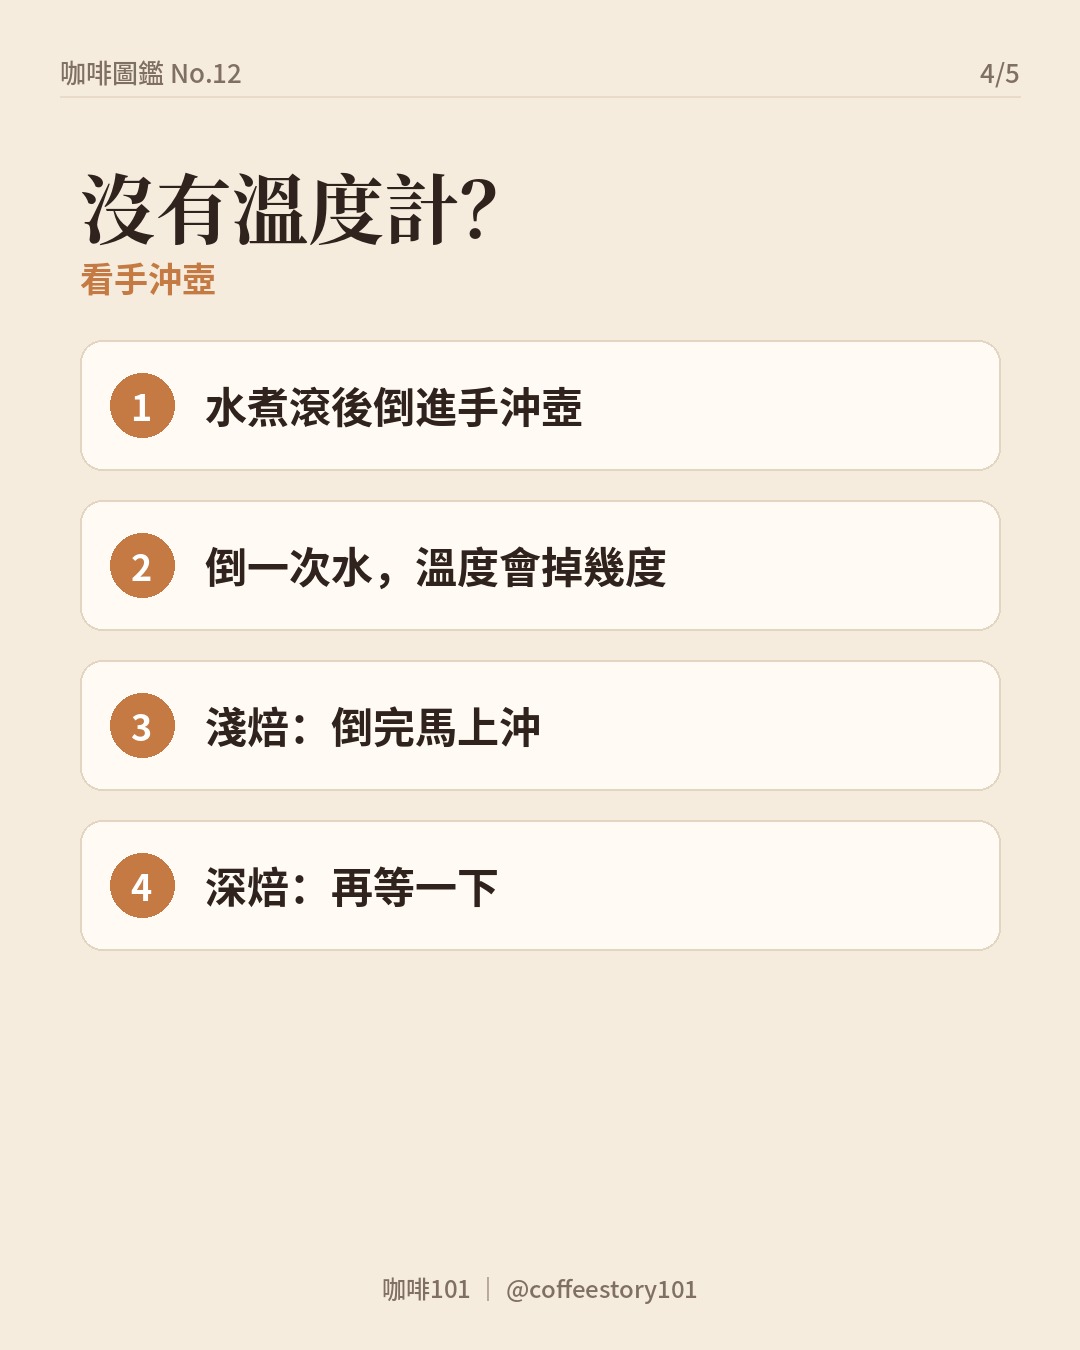 咖啡圖鑑 No.12
4/5
沒有溫度計?
看手沖壺
1 水煮滾後倒進手沖壺
2 倒一次水，溫度會掉幾度
3 淺焙：倒完馬上沖
4 深焙：再等一下
咖啡101 | @coffeestory101